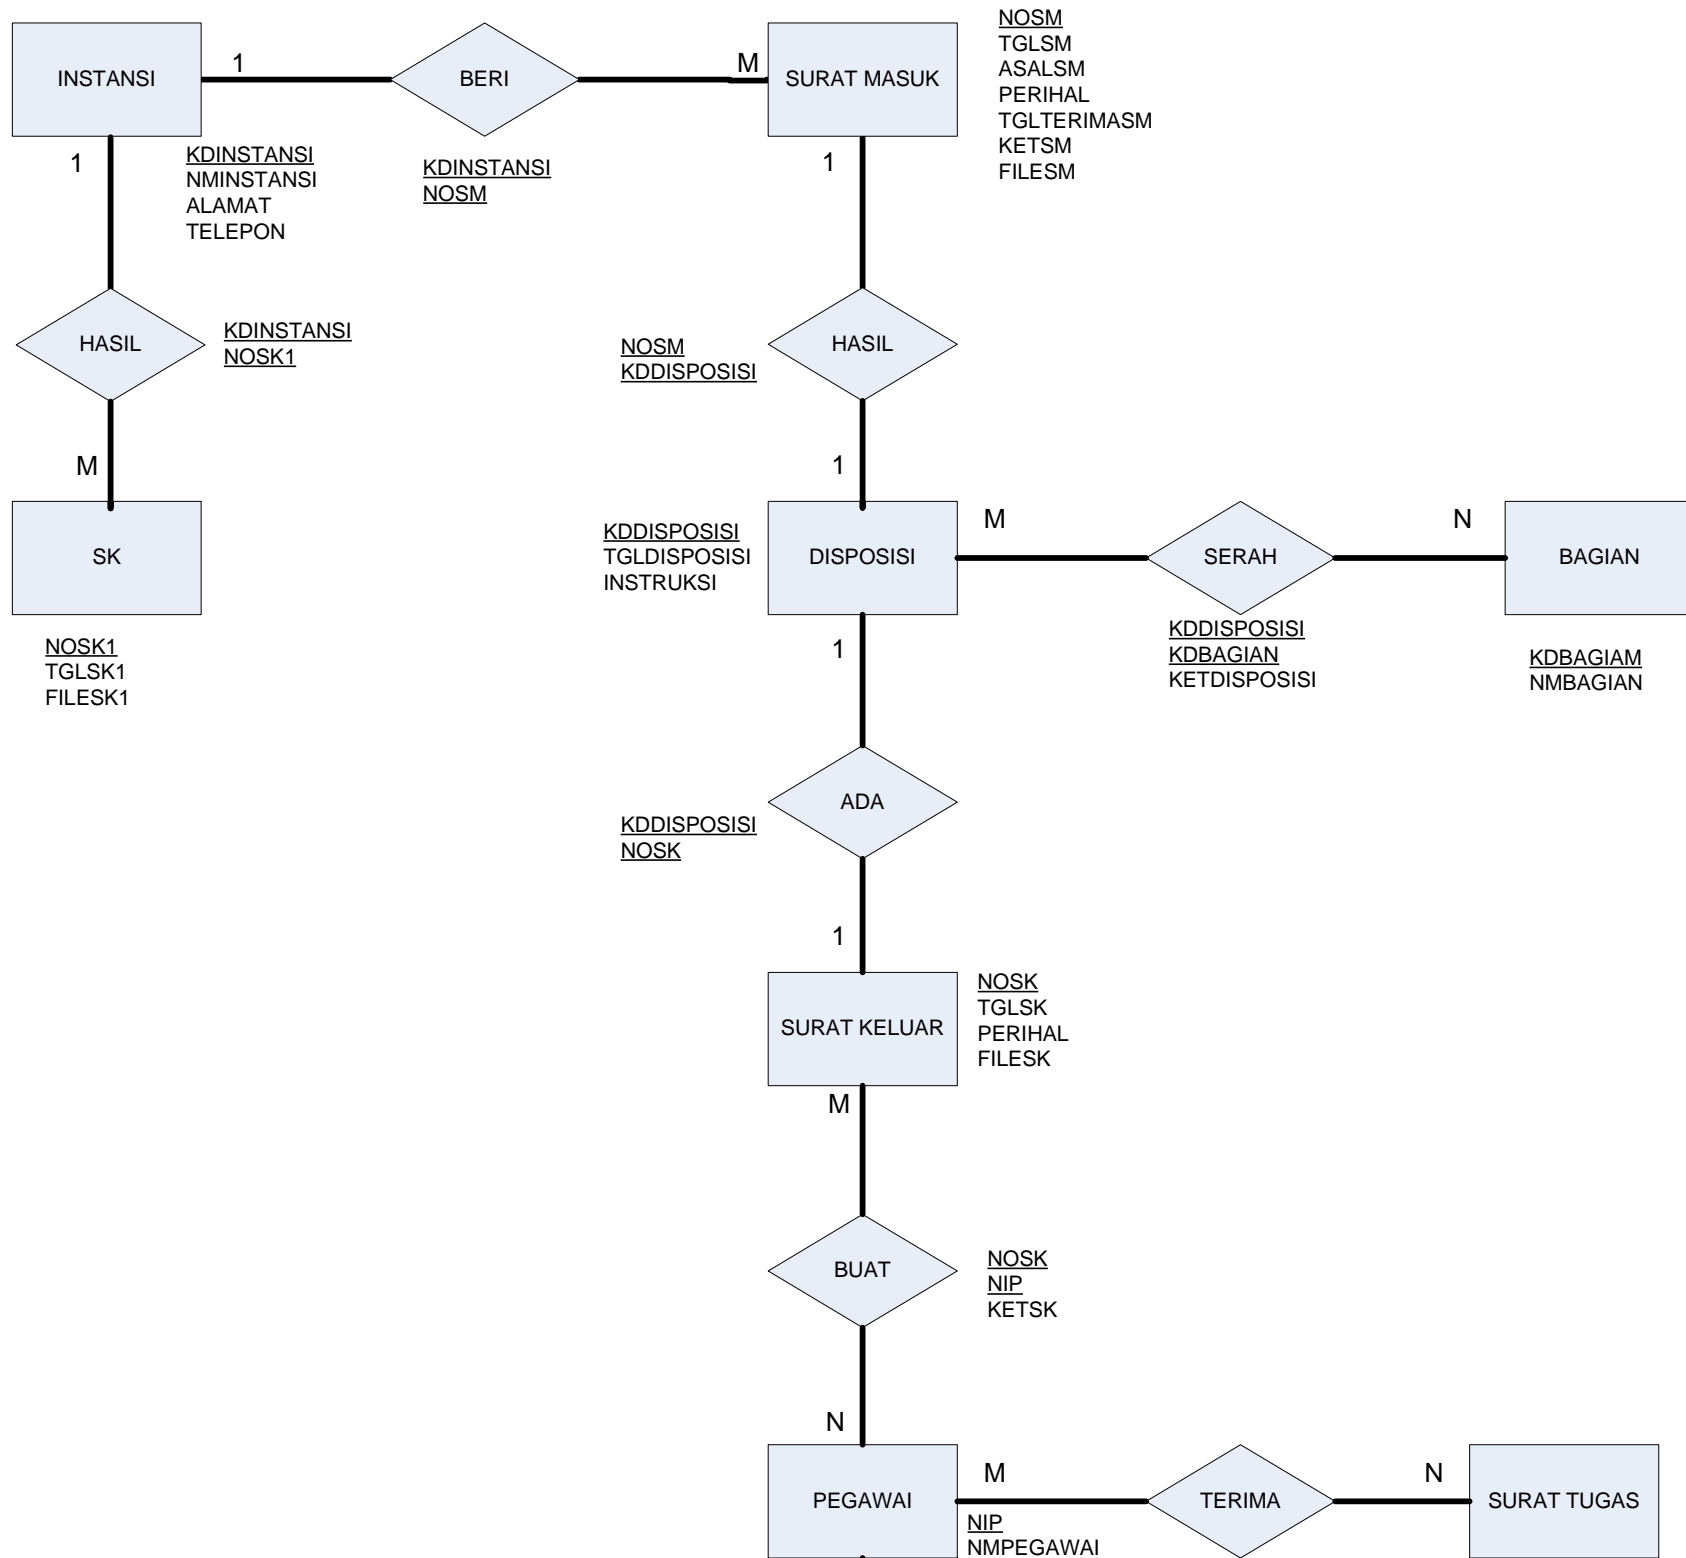 INSTANSI
1
BERI
M
SURAT MASUK
NOSM
TGLSM
ASALSM
PERIHAL
TGLTERIMASM
KETSM
FILESM
1
KDINSTANSI
NMINSTANSI
ALAMAT
TELEPON
KDINSTANSI
NOSM
1
HASIL
KDINSTANSI
NOSK1
NOSM
KDDISPOSISI
HASIL
M
1
SK
NOSK1
TGLSK1
FILESK1
KDDISPOSISI
TGLDISPOSISI
INSTRUKSI
DISPOSISI
M
SERAH
N
BAGIAN
KDDISPOSISI
KDBAGIAN
KETDISPOSISI
KDBAGIAM
NMBAGIAN
1
ADA
KDDISPOSISI
NOSK
1
SURAT KELUAR
NOSK
TGLSK
PERIHAL
FILESK
M
BUAT
NOSK
NIP
KETSK
N
PEGAWAI
M
TERIMA
N
SURAT TUGAS
NIP
NMPEGAWAI